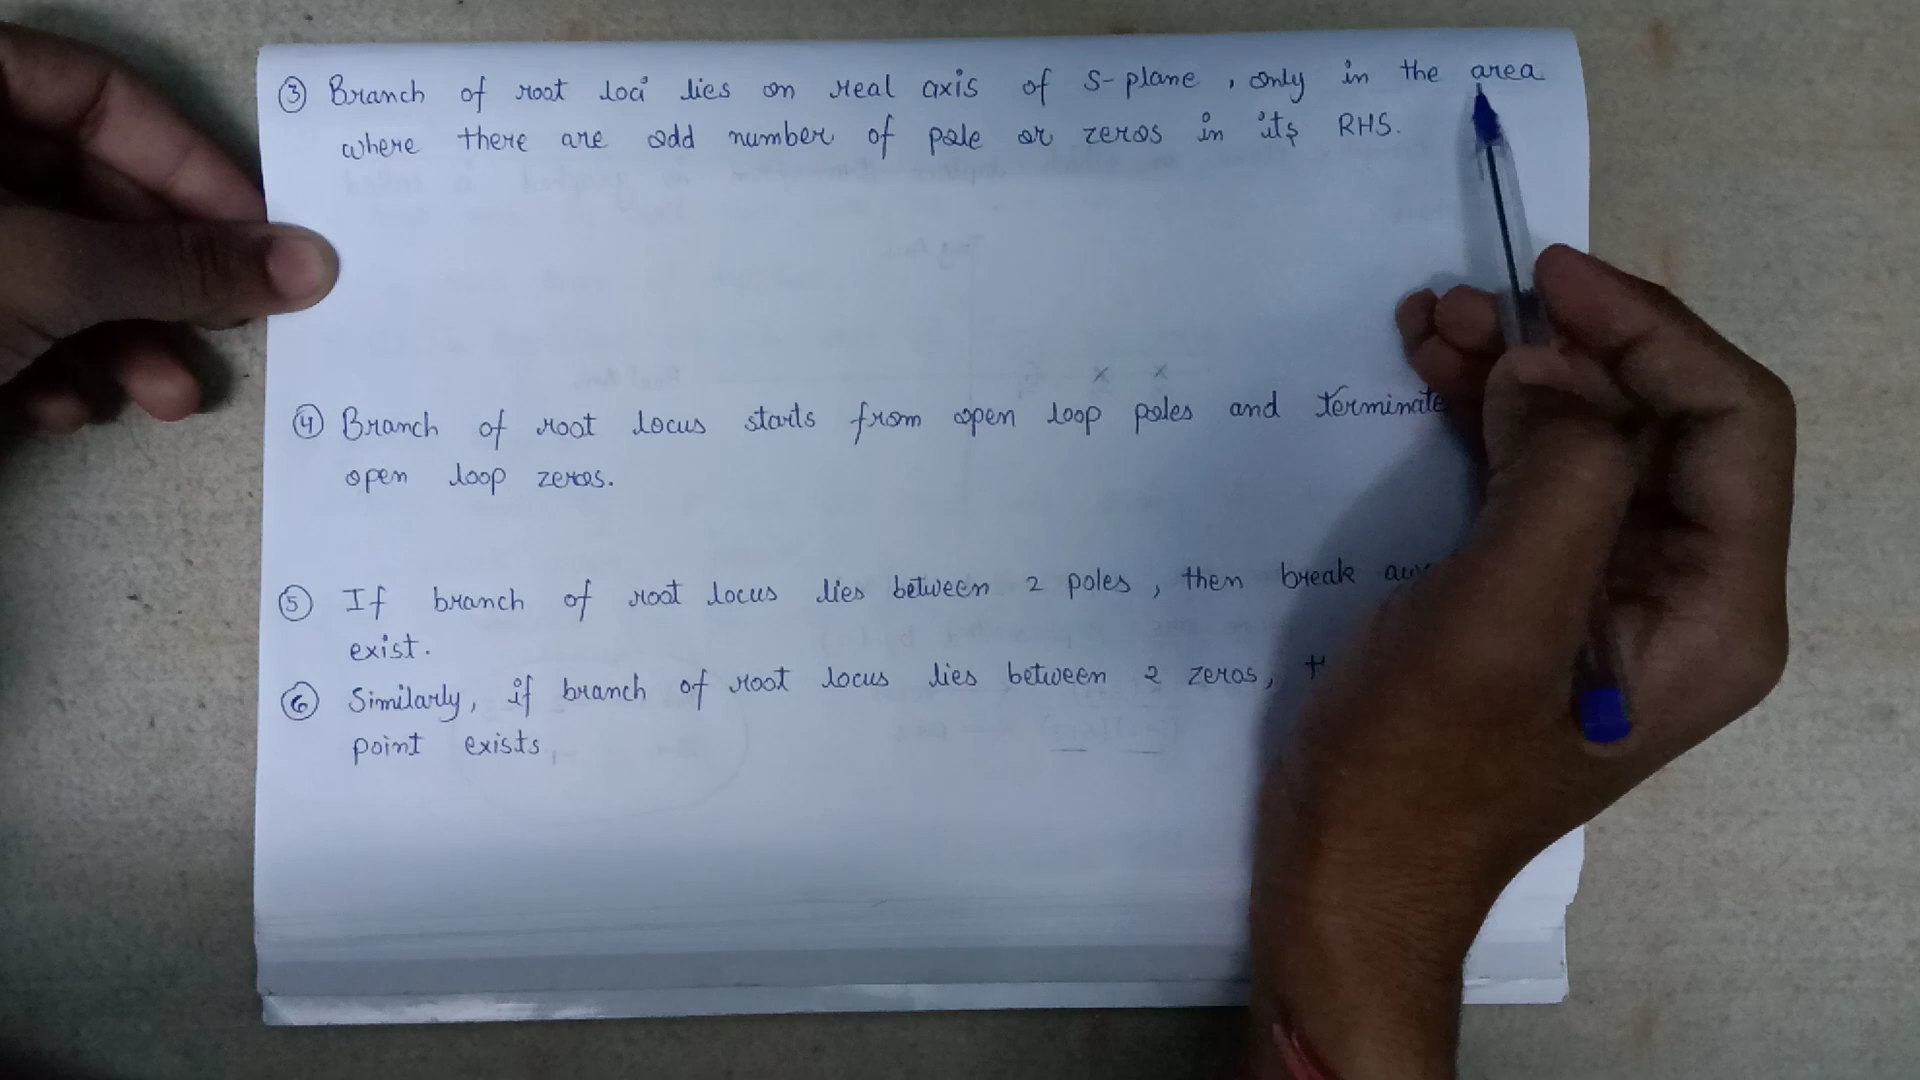 ③ Branch of root loci lies on real axis of S-plane, only in the area
where there are odd number of pole or zeros in its RHS.
④ Branch of root locus starts from open loop poles and terminate
open loop zeros.
⑤ If branch of root locus lies between 2 poles, then break
exist.
⑥ Similarly, if branch of root locus lies between 2 zeros,
point exists